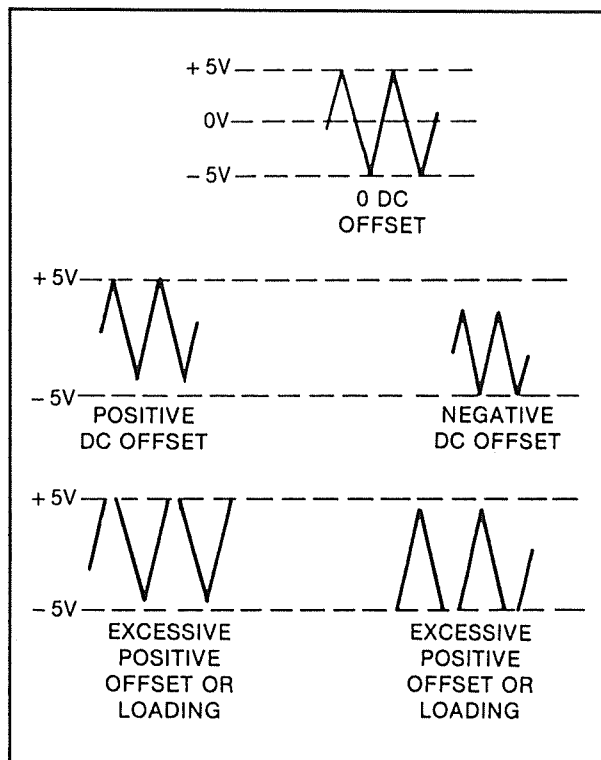 + 5V
0V
- 5V
0 DC
OFFSET
+ 5V
- 5V
POSITIVE
DC OFFSET
NEGATIVE
DC OFFSET
+ 5V
- 5V
EXCESSIVE
POSITIVE
OFFSET OR
LOADING
EXCESSIVE
POSITIVE
OFFSET OR
LOADING